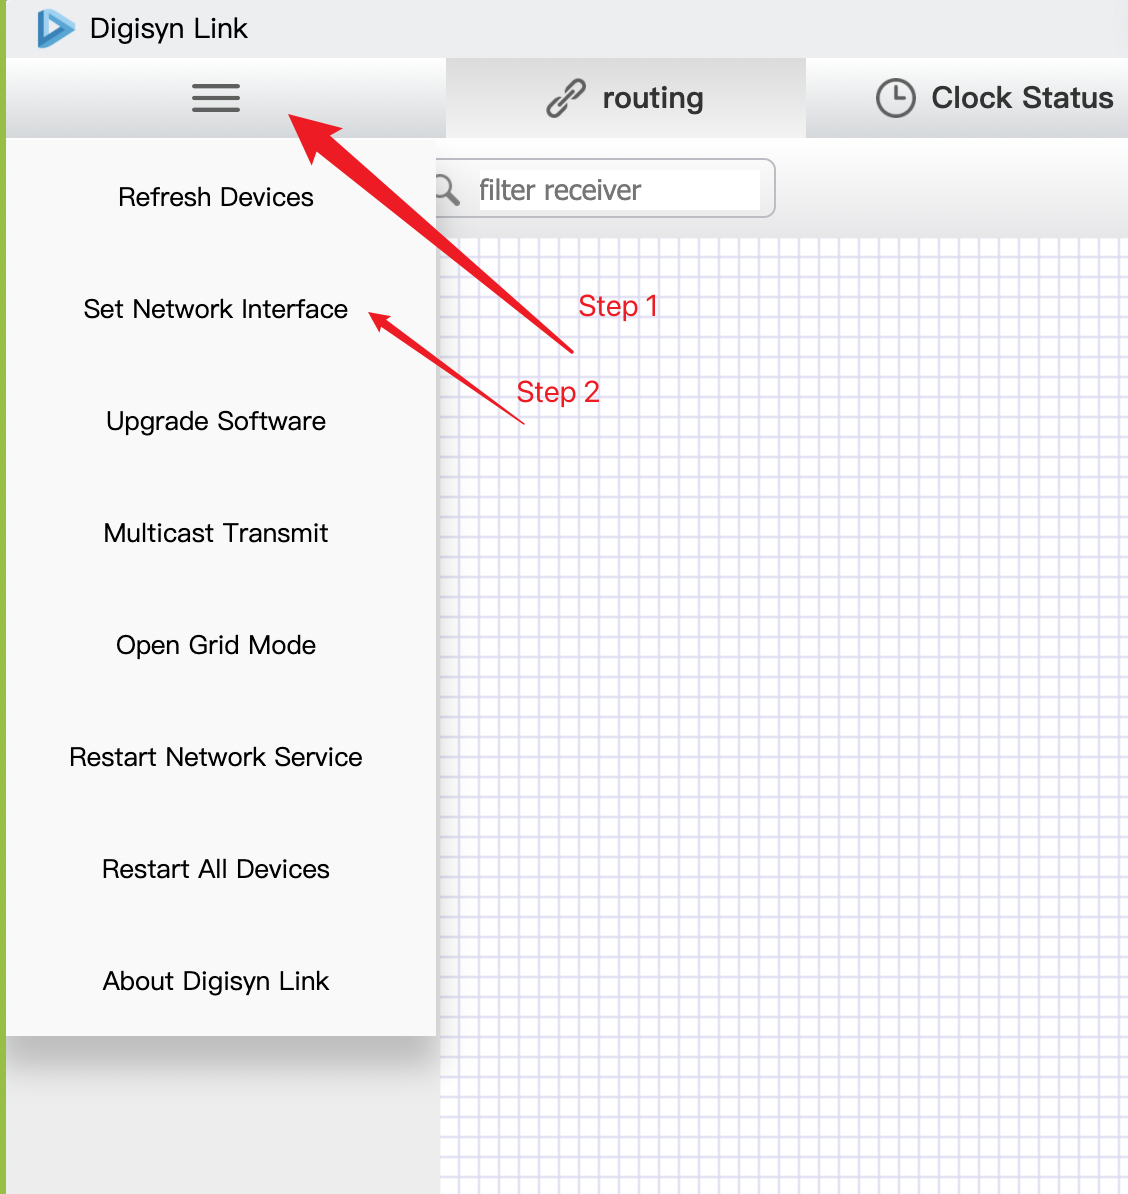 Digisyn Link
routing
Clock Status
filter receiver
Refresh Devices
Set Network Interface
Step 1
Step 2
Upgrade Software
Multicast Transmit
Open Grid Mode
Restart Network Service
Restart All Devices
About Digisyn Link